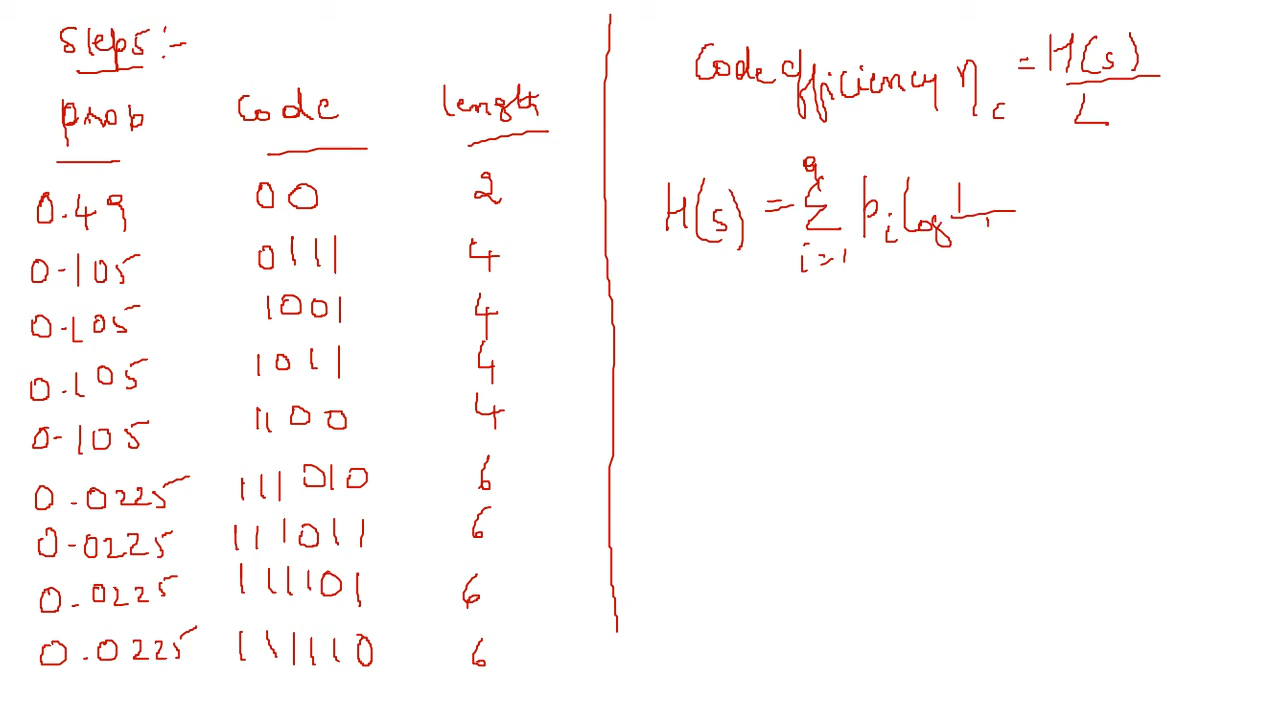 Steps :-
prob code length
0.49 00 2
0.105 0111 4
0.105 1001 4
0.105 1011 4
0.105 1100 4
0.0225 111010 6
0.0225 111011 6
0.0225 111101 6
0.0225 111110 6
Code efficiency η_c = H(s) / L
H(s) = Σ_{i=1}^{q} p_i log 1/